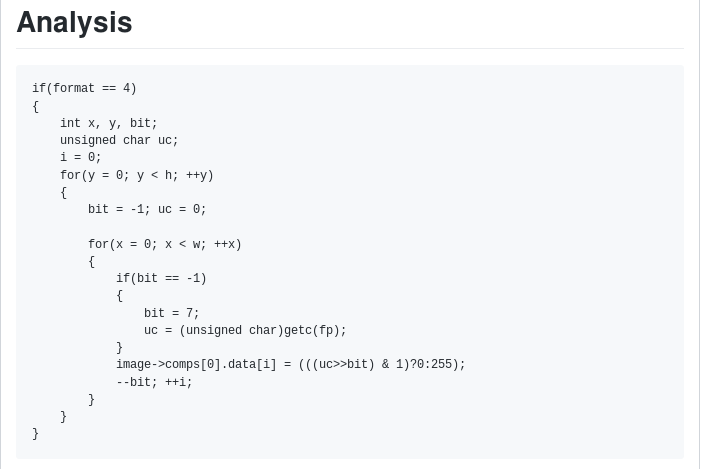 Analysis
if(format == 4)
{
    int x, y, bit;
    unsigned char uc;
    i = 0;
    for(y = 0; y < h; ++y)
    {
        bit = -1; uc = 0;

        for(x = 0; x < w; ++x)
        {
            if(bit == -1)
            {
                bit = 7;
                uc = (unsigned char)getc(fp);
            }
            image->comps[0].data[i] = (((uc>>bit) & 1)?0:255);
            --bit; ++i;
        }
    }
}